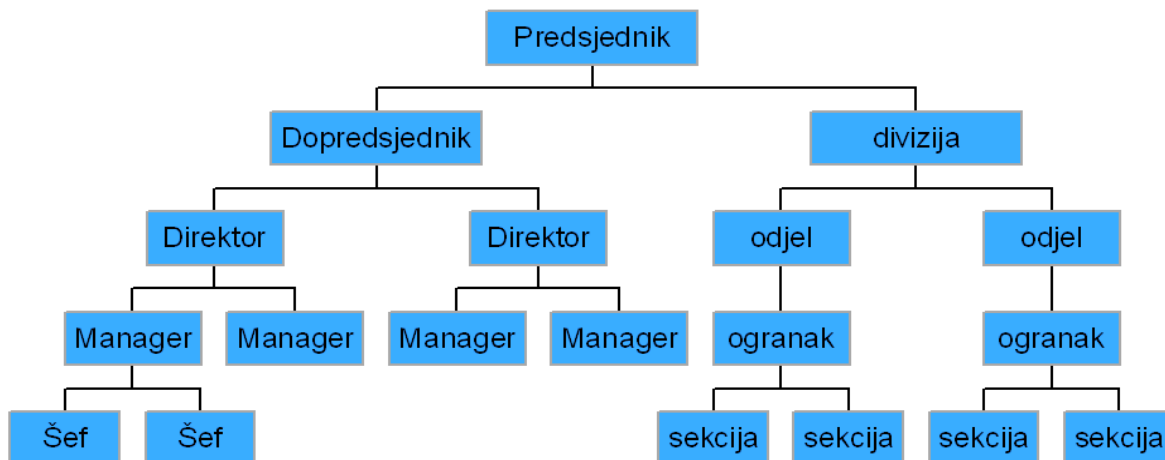 Predsjednik
Dopredsjednik
divizija
Direktor
Direktor
odjel
odjel
Manager
Manager
Manager
Manager
ogranak
ogranak
Šef
Šef
sekcija
sekcija
sekcija
sekcija